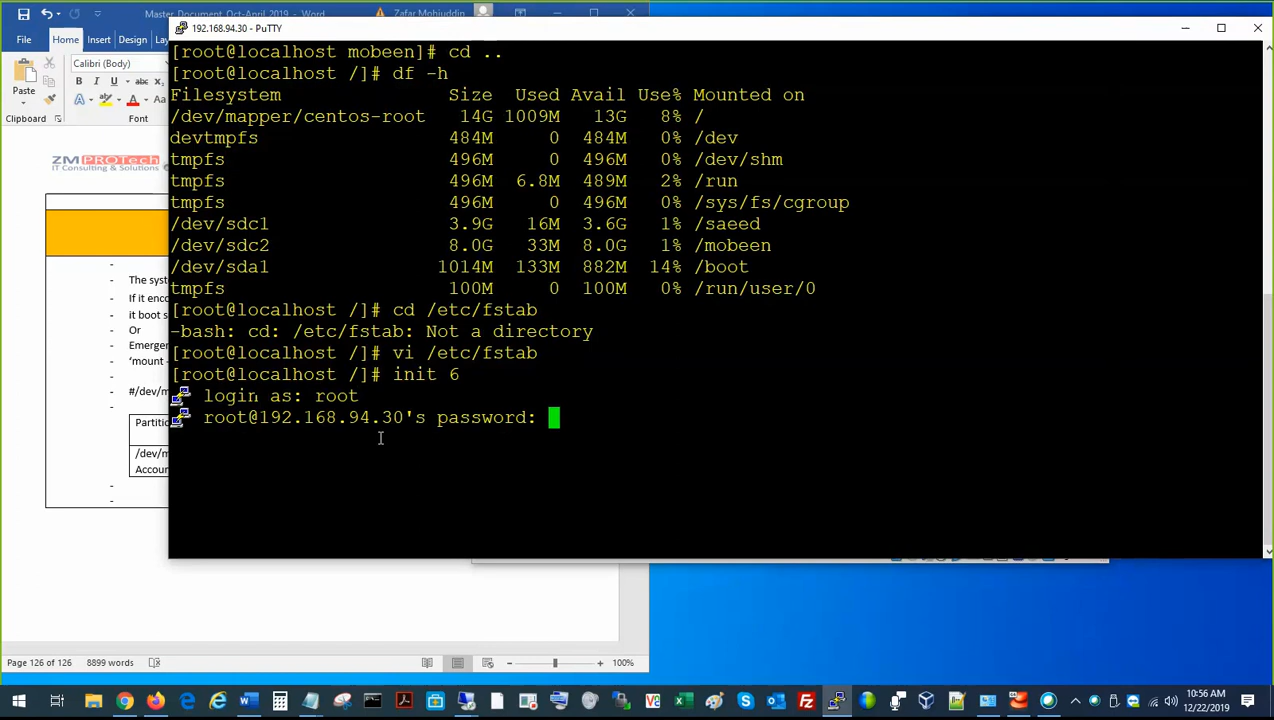 Master Document Oct-April 2019 - Word
Zafar Mohiuddin
File Home Insert Design
Calibri (Body)
Paste
B I U
Clipboard
Font
ZMPROTech
IT Consulting & Solutions
-
- The syst
- If it enco
- it boot s
- Or
- Emerger
- ‘mount -
-
- #/dev/m
-
Partitio
/dev/m
Accoun
-
-
Page 126 of 126 8899 words
100%
192.168.94.30 - PuTTY
[root@localhost mobeen]# cd ..
[root@localhost /]# df -h
Filesystem Size Used Avail Use% Mounted on
/dev/mapper/centos-root 14G 1009M 13G 8% /
devtmpfs 484M 0 484M 0% /dev
tmpfs 496M 0 496M 0% /dev/shm
tmpfs 496M 6.8M 489M 2% /run
tmpfs 496M 0 496M 0% /sys/fs/cgroup
/dev/sdc1 3.9G 16M 3.6G 1% /saeed
/dev/sdc2 8.0G 33M 8.0G 1% /mobeen
/dev/sda1 1014M 133M 882M 14% /boot
tmpfs 100M 0 100M 0% /run/user/0
[root@localhost /]# cd /etc/fstab
-bash: cd: /etc/fstab: Not a directory
[root@localhost /]# vi /etc/fstab
[root@localhost /]# init 6
login as: root
root@192.168.94.30's password:
10:56 AM
12/22/2019